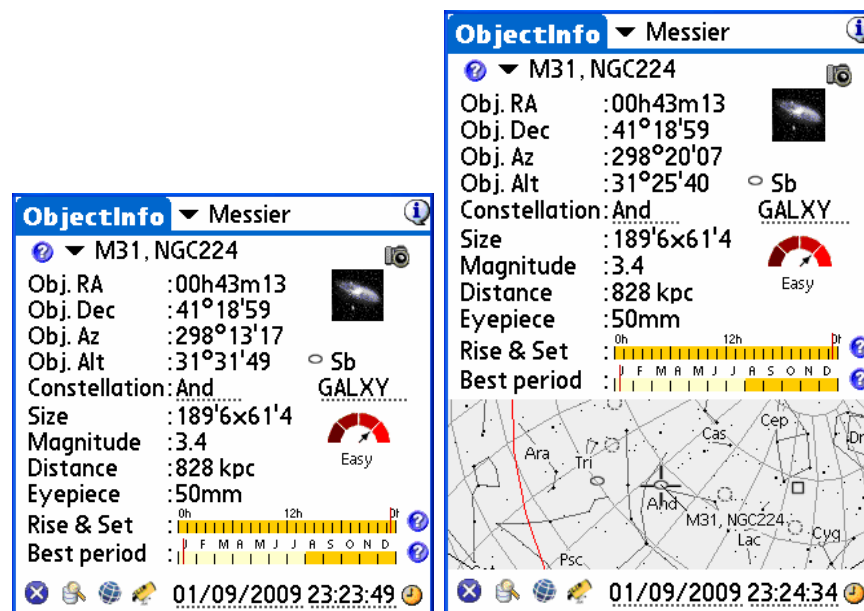 ObjectInfo Messier
M31, NGC224
Obj. RA :00h43m13
Obj. Dec :41°18'59
Obj. Az :298°13'17
Obj. Alt :31°31'49 Sb
Constellation:And GALXY
Size :189'6x61'4
Magnitude :3.4 Easy
Distance :828 kpc
Eyepiece :50mm
Rise & Set : 0h 12h 0h
Best period : J F M A M J J A S O N D
01/09/2009 23:23:49
ObjectInfo Messier
M31, NGC224
Obj. RA :00h43m13
Obj. Dec :41°18'59
Obj. Az :298°20'07
Obj. Alt :31°25'40 Sb
Constellation:And GALXY
Size :189'6x61'4
Magnitude :3.4
Distance :828 kpc Easy
Eyepiece :50mm
Rise & Set : 0h 12h 0h
Best period : J F M A M J J A S O N D
Cep
Cas Dr
Ara
Tri
And
M31, NGC224
Lac Cyg
Psc
01/09/2009 23:24:34